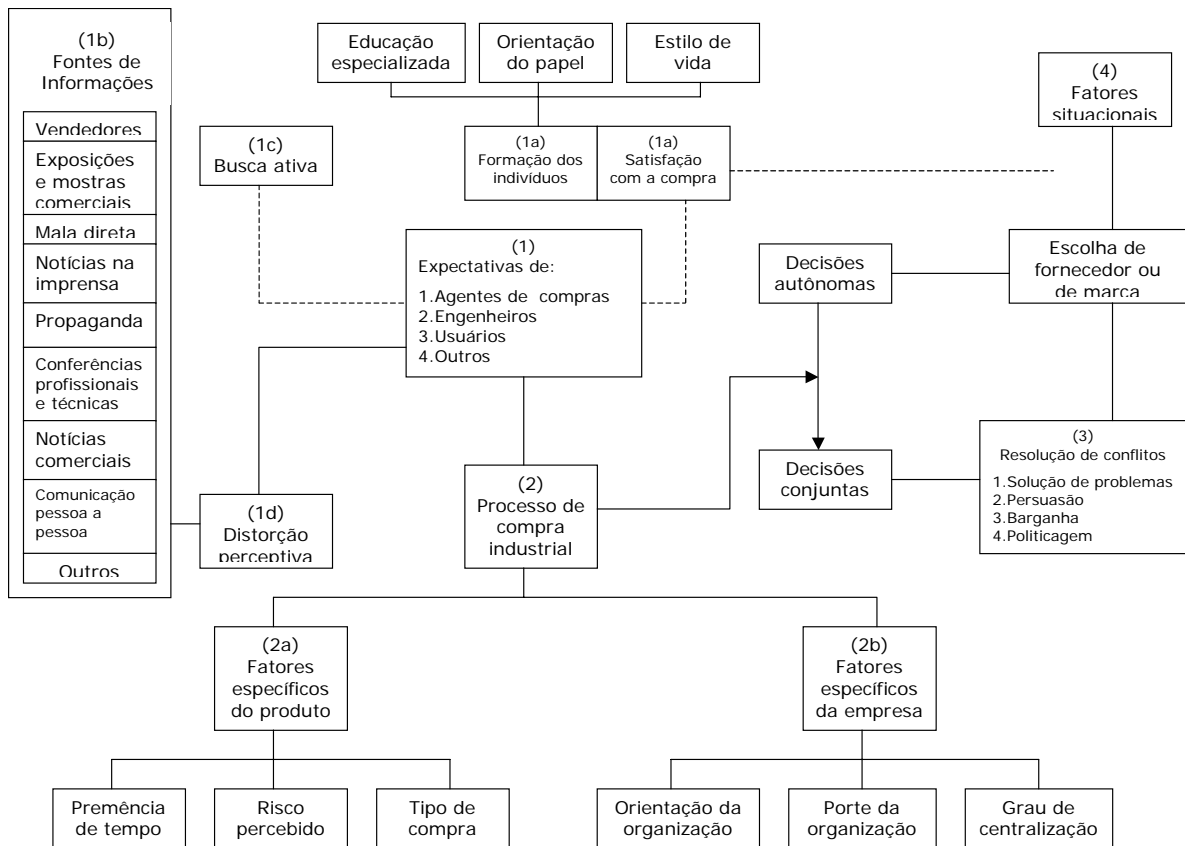 (1b)
Fontes de
Informações
Vendedores
Exposições
e mostras
comerciais
Mala direta
Notícias na
imprensa
Propaganda
Conferências
profissionais
e técnicas
Notícias
comerciais
Comunicação
pessoa a
pessoa
Outros
Educação
especializada
Orientação
do papel
Estilo de
vida
(4)
Fatores
situacionais
(1c)
Busca ativa
(1a)
Formação dos
indivíduos
(1a)
Satisfação
com a compra
(1)
Expectativas de:
1.Agentes de compras
2.Engenheiros
3.Usuários
4.Outros
Decisões
autônomas
Escolha de
fornecedor ou
de marca
(1d)
Distorção
perceptiva
(2)
Processo de
compra
industrial
Decisões
conjuntas
(3)
Resolução de conflitos
1.Solução de problemas
2.Persuasão
3.Barganha
4.Politicagem
(2a)
Fatores
específicos
do produto
(2b)
Fatores
específicos
da empresa
Premência
de tempo
Risco
percebido
Tipo de
compra
Orientação da
organização
Porte da
organização
Grau de
centralização